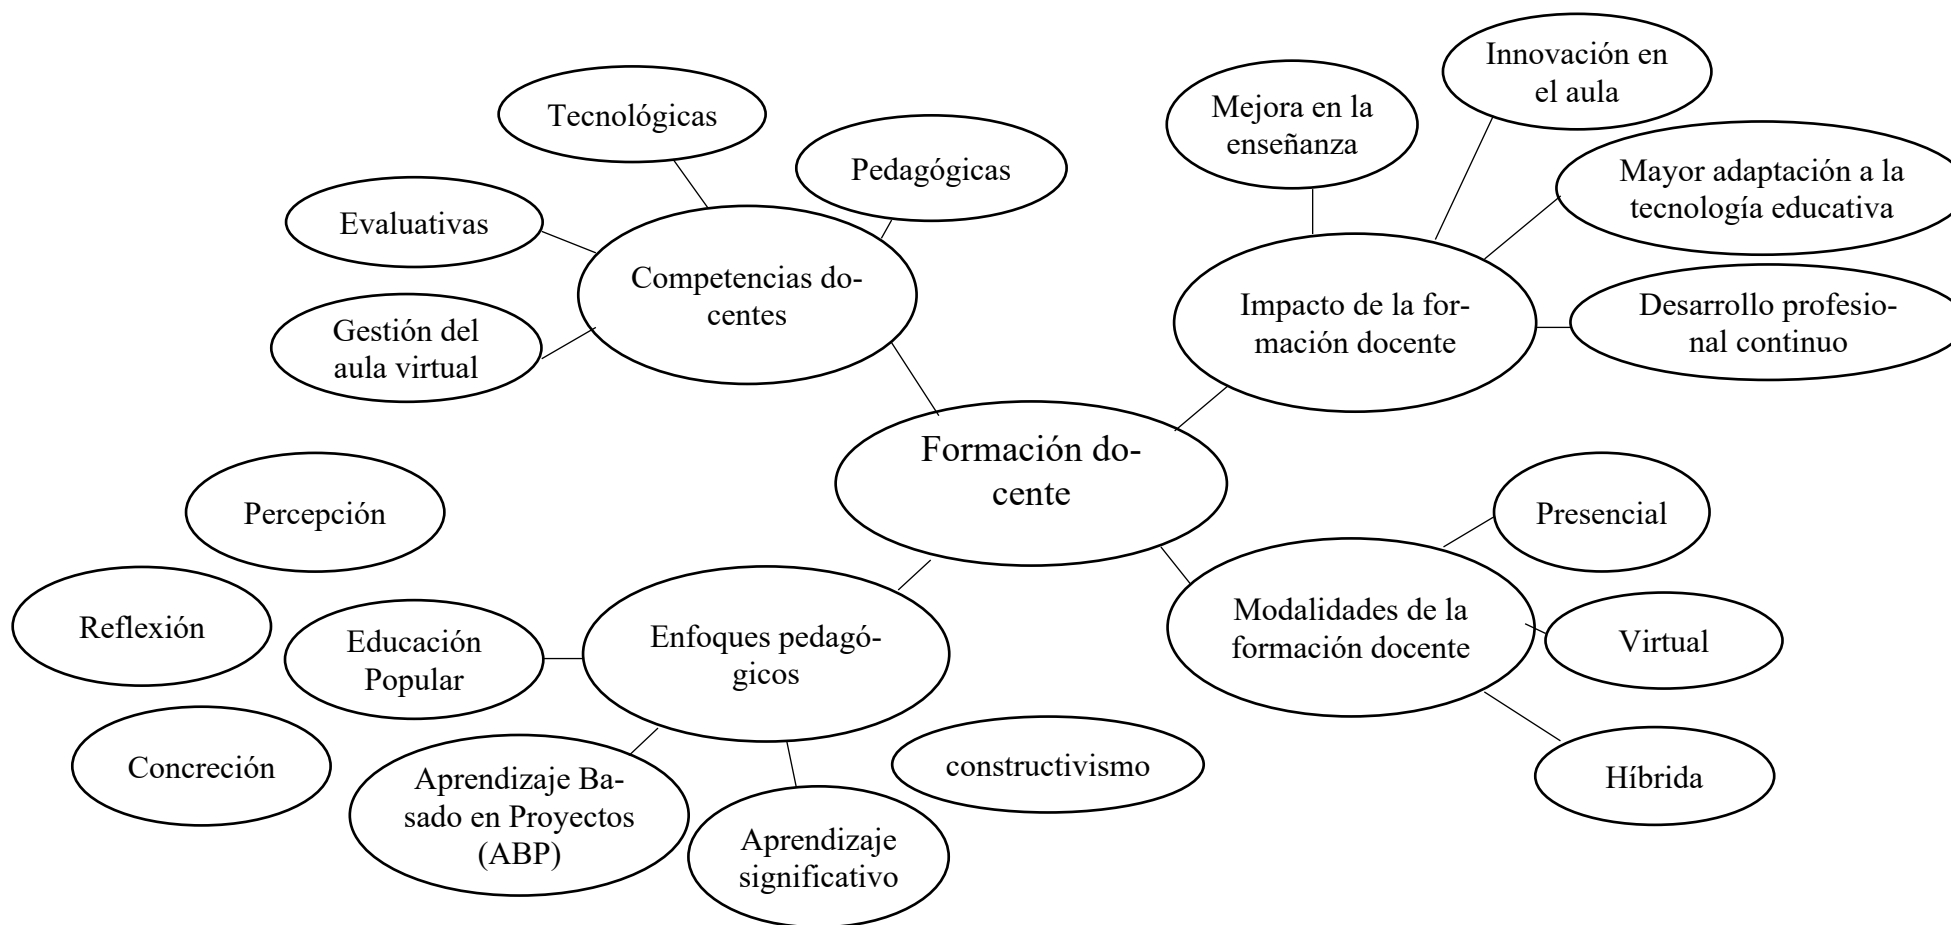 Innovación en
el aula
Tecnológicas
Mejora en la
enseñanza
Pedagógicas
Mayor adaptación a la
tecnología educativa
Evaluativas
Competencias do-
centes
Gestión del
aula virtual
Impacto de la for-
mación docente
Desarrollo profesio-
nal continuo
Formación do-
cente
Percepción
Presencial
Reflexión
Educación
Popular
Enfoques pedagó-
gicos
Modalidades de la
formación docente
Virtual
Concreción
Aprendizaje Ba-
sado en Proyectos
(ABP)
constructivismo
Híbrida
Aprendizaje
significativo